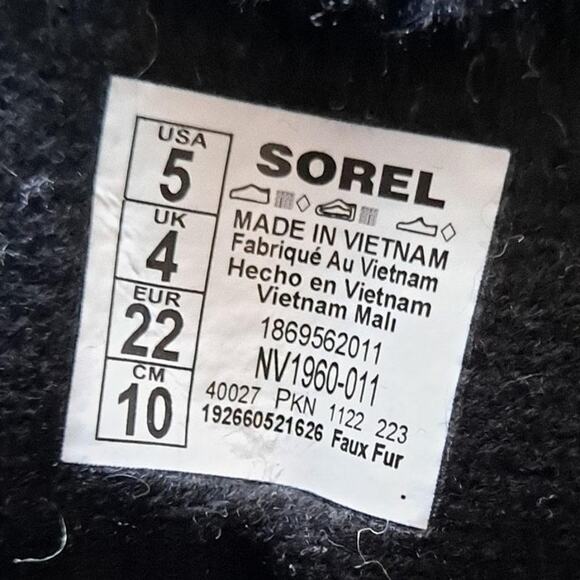 USA
5
UK
4
EUR
22
CM
10
SOREL
MADE IN VIETNAM
Fabriqué Au Vietnam
Hecho en Vietnam
Vietnam Malı
1869562011
NV1960-011
40027 PKN 1122 223
192660521626 Faux Fur